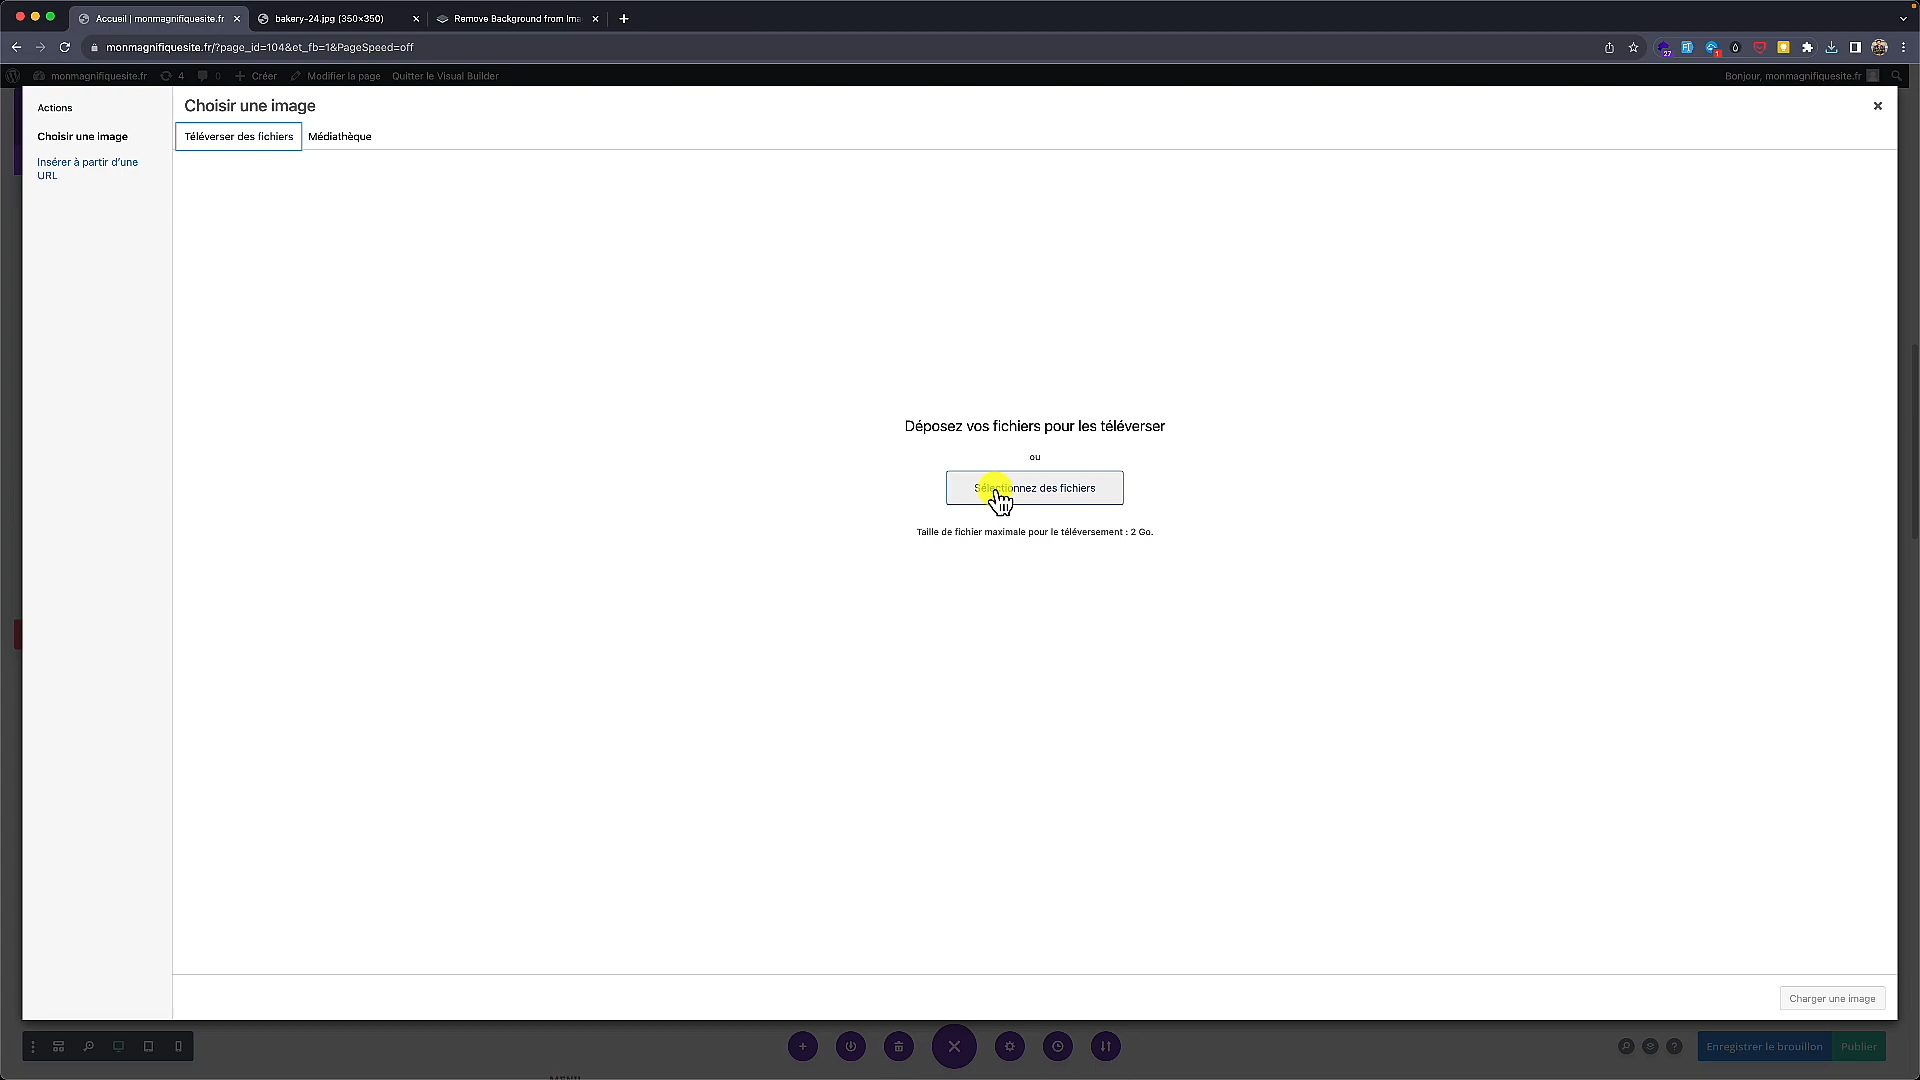 Accueil | monmagnifiquesite.fr
bakery-24.jpg (350×350)
Remove Background from Ima
monmagnifiquesite.fr/?page_id=104&et_fb=1&PageSpeed=off
27
1
monmagnifiquesite.fr
4
0
Créer
Modifier la page
Quitter le Visual Builder
Bonjour, monmagnifiquesite.fr
Actions
Choisir une image
Insérer à partir d’une
URL
Choisir une image
Téléverser des fichiers
Médiathèque
Déposez vos fichiers pour les téléverser
ou
Sélectionnez des fichiers
Taille de fichier maximale pour le téléversement : 2 Go.
Charger une image
Enregistrer le brouillon
Publier
MENU